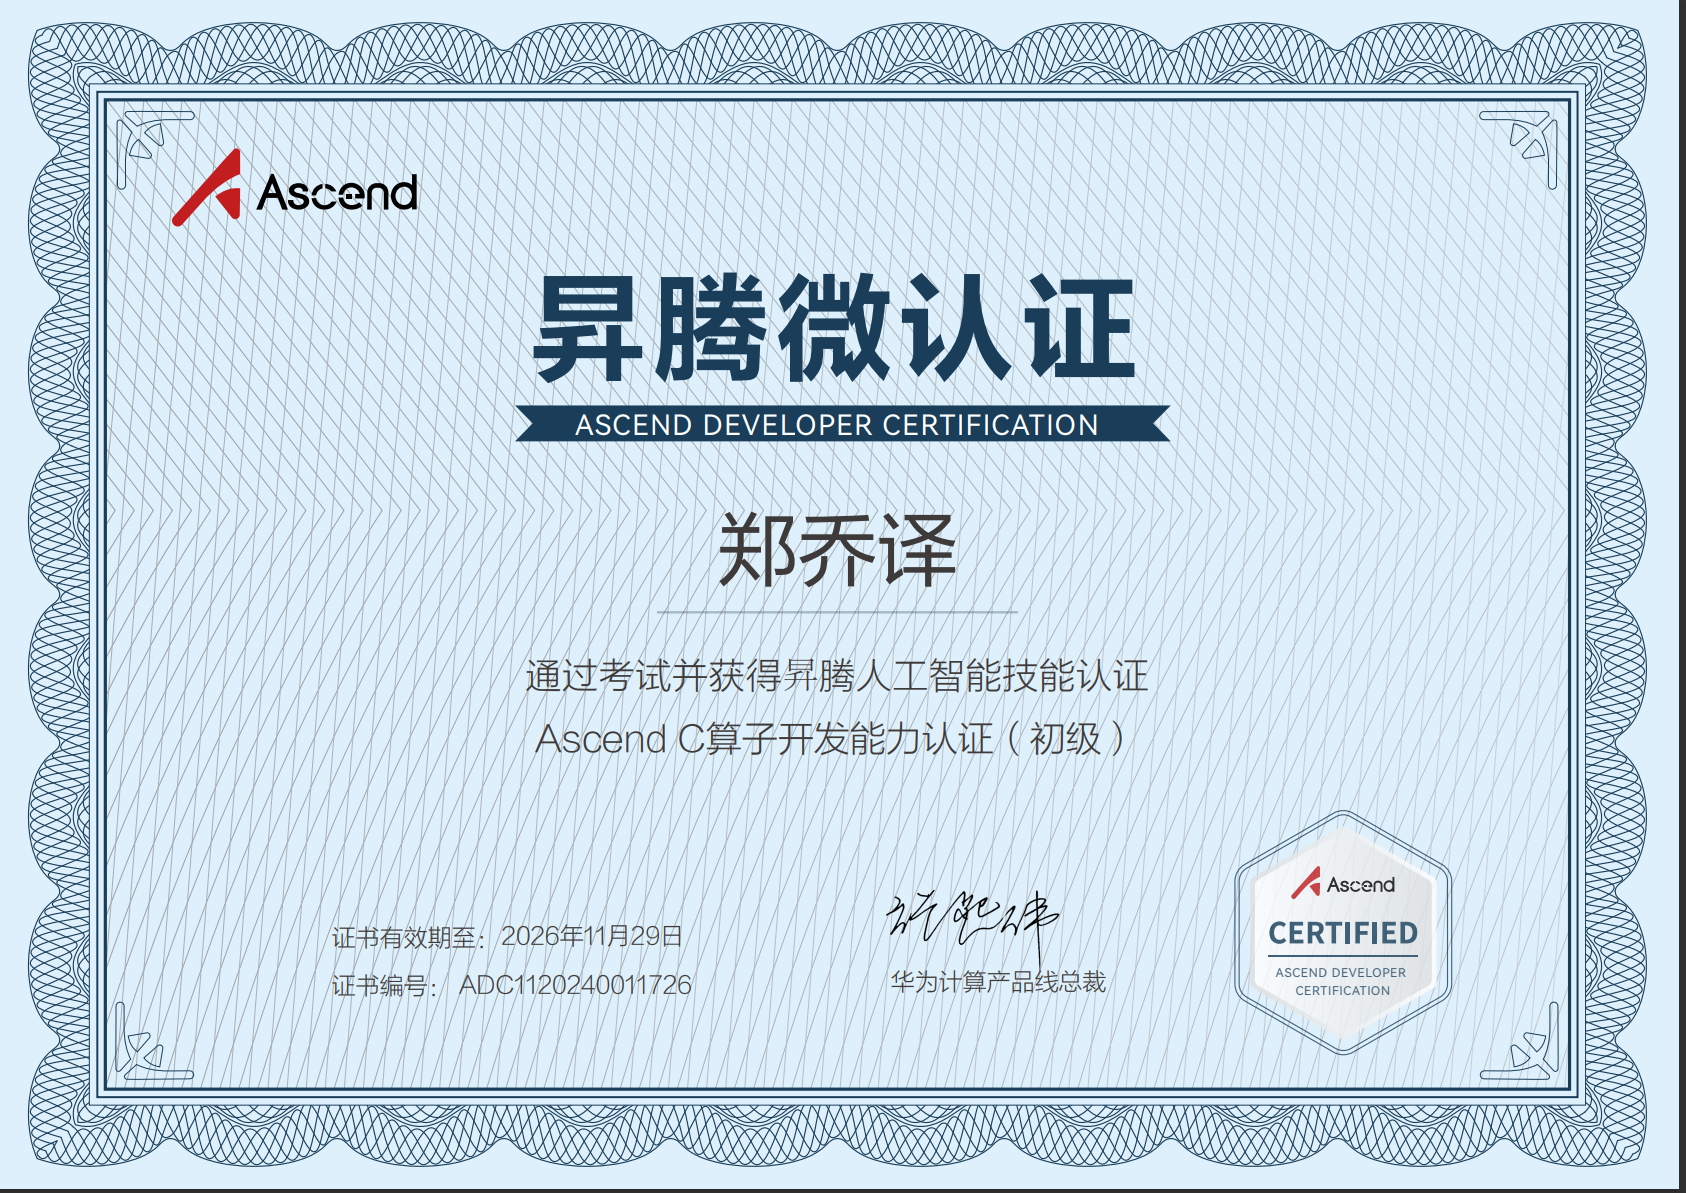 Ascend
昇腾微认证
ASCEND DEVELOPER CERTIFICATION
郑乔译
通过考试并获得昇腾人工智能技能认证
Ascend C算子开发能力认证（初级）
证书有效期至：2026年11月29日
证书编号：ADC1120240011726
华为计算产品线总裁
Ascend
CERTIFIED
ASCEND DEVELOPER
CERTIFICATION